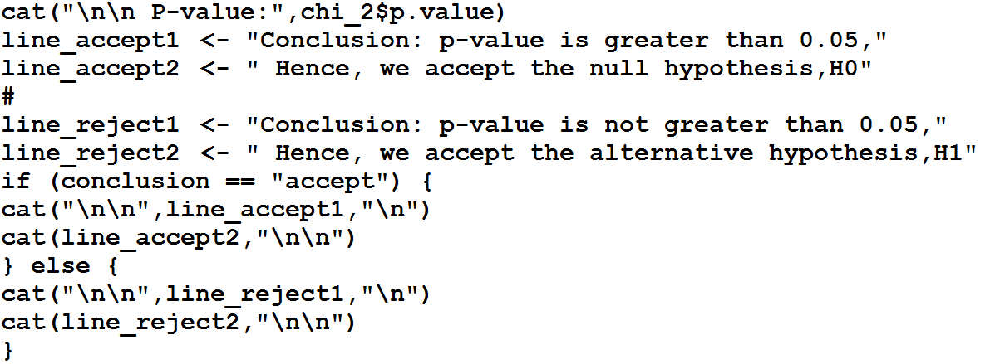 cat("\n\n P-value:",chi_2$p.value)
line_accept1 <- "Conclusion: p-value is greater than 0.05,"
line_accept2 <- " Hence, we accept the null hypothesis,H0"
#
line_reject1 <- "Conclusion: p-value is not greater than 0.05,"
line_reject2 <- " Hence, we accept the alternative hypothesis,H1"
if (conclusion == "accept") {
cat("\n\n",line_accept1,"\n")
cat(line_accept2,"\n\n")
} else {
cat("\n\n",line_reject1,"\n")
cat(line_reject2,"\n\n")
}